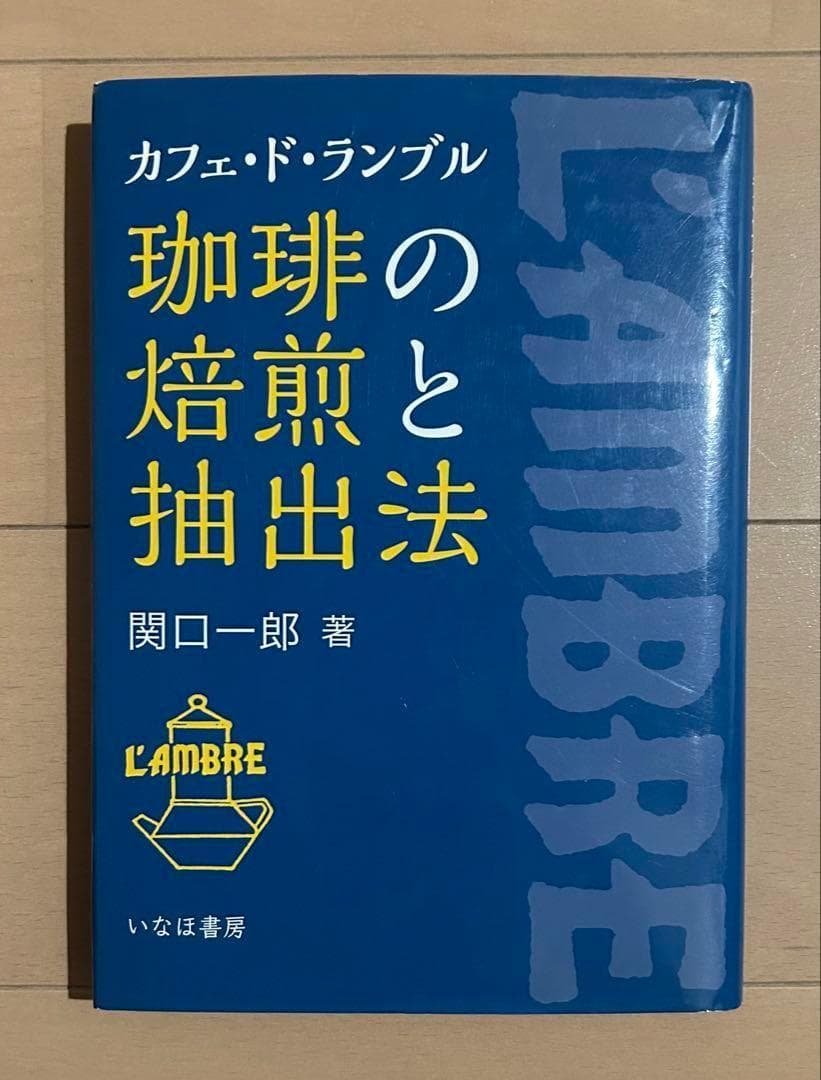 カフェ・ド・ランブル
珈琲の
焙煎と
抽出法
関口一郎 著
L'AMBRE
いなほ書房
L'AMBRE